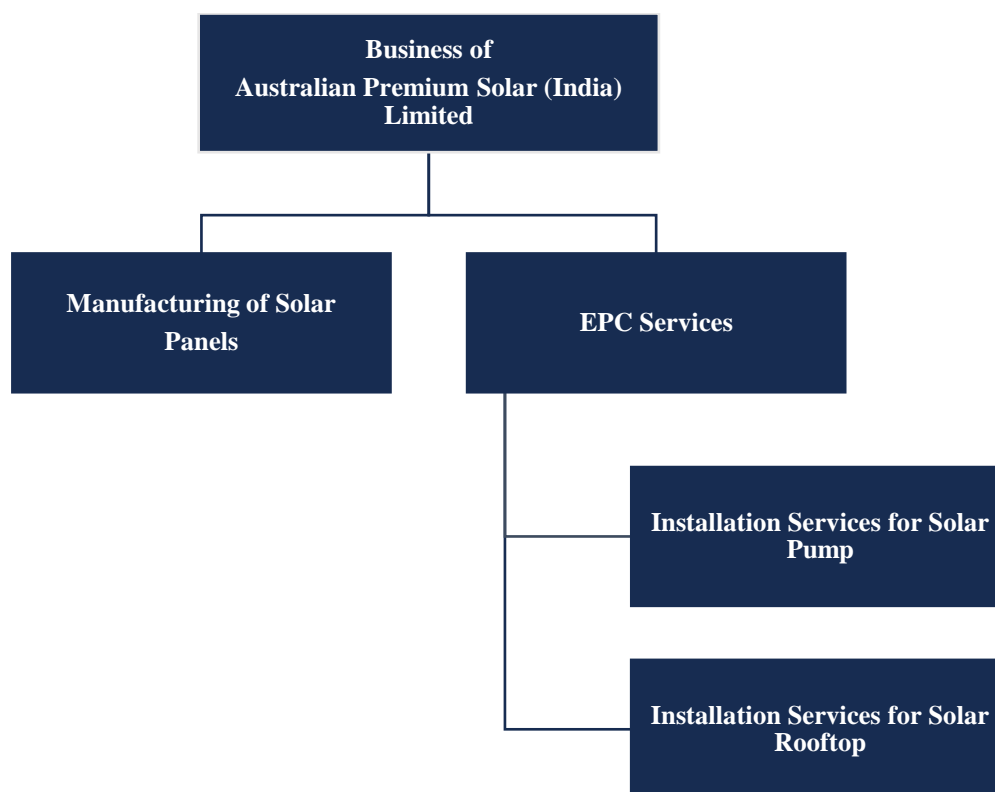 Business of
Australian Premium Solar (India)
Limited
Manufacturing of Solar
Panels
EPC Services
Installation Services for Solar
Pump
Installation Services for Solar
Rooftop